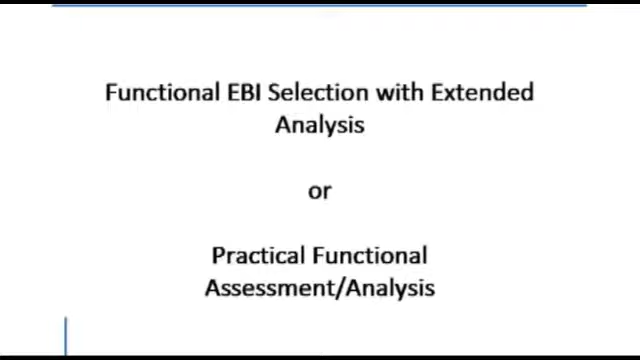 Functional EBI Selection with Extended
Analysis
or
Practical Functional
Assessment/Analysis